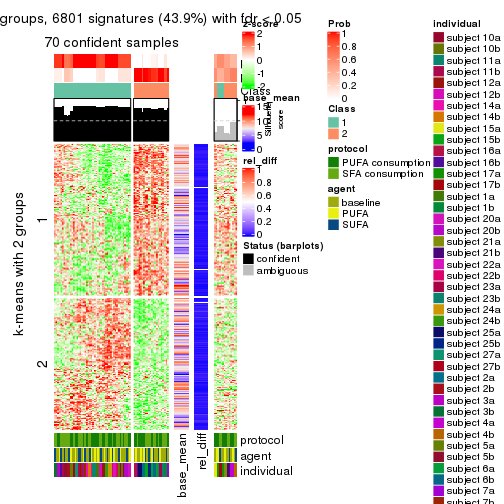 groups, 6801 signatures (43.9%) with fdr < 0.05
70 confident samples
z-score
2
1
0
-1
-2
Class
base_mean
15
10
5
0
Silhouette
score
rel_diff
1
0.8
0.6
0.4
0.2
0
Status (barplots)
confident
ambiguous
Prob
1
0.8
0.6
0.4
0.2
0
Class
1
2
protocol
PUFA consumption
SFA consumption
agent
baseline
PUFA
SUFA
individual
subject 10a
subject 10b
subject 11a
subject 11b
subject 12a
subject 12b
subject 14a
subject 14b
subject 15a
subject 15b
subject 16a
subject 16b
subject 17a
subject 17b
subject 1a
subject 1b
subject 20a
subject 20b
subject 21a
subject 21b
subject 22a
subject 22b
subject 23a
subject 23b
subject 24a
subject 24b
subject 25a
subject 25b
subject 27a
subject 27b
subject 2a
subject 2b
subject 3a
subject 3b
subject 4a
subject 4b
subject 5a
subject 5b
subject 6a
subject 6b
subject 7a
subject 7b
k-means with 2 groups
1
2
protocol
agent
individual
base_mean
rel_diff